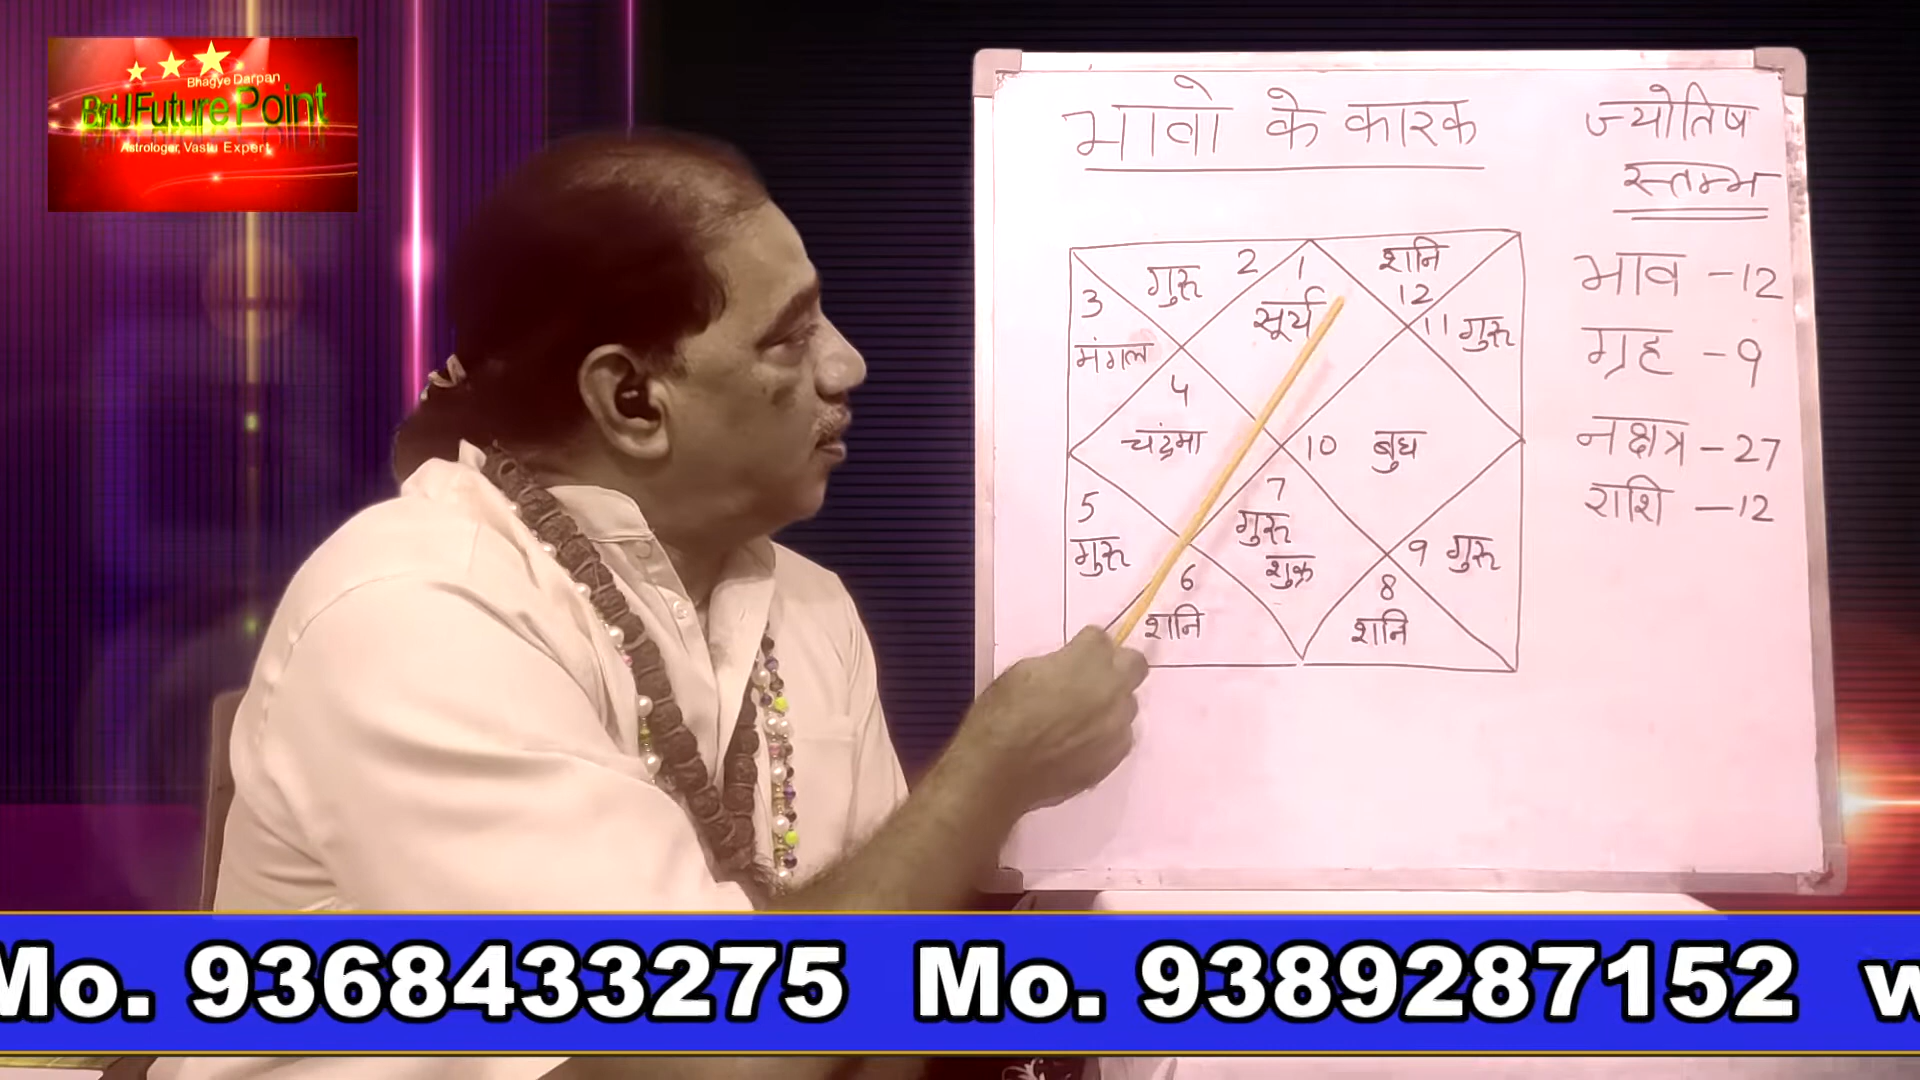 Bhagye Darpan
BriJ Future Point
Astrologer, Vastu Expert
भावो के कारक
ज्योतिष
स्तम्भ
गुरू 2
1
सूर्य
शनि
12
3
मंगल
11 गुरू
4
चंद्रमा
10 बुध
5
गुरू
7
गुरू
शुक्र
6
शनि
9 गुरू
8
शनि
भाव - 12
ग्रह - 9
नक्षत्र - 27
राशि - 12
Mo. 9368433275 Mo. 9389287152 w